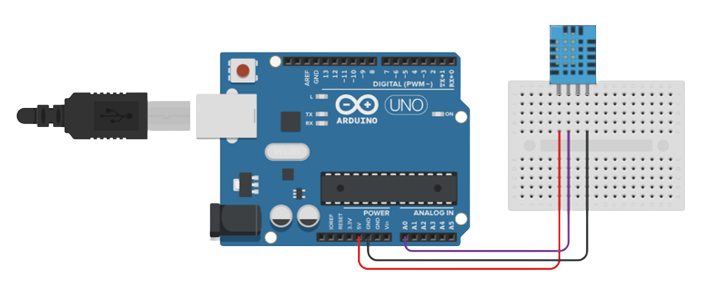 AREF
GND
13
12
~11
~10
~9
8
7
~6
~5
4
~3
2
TX→1
RX←0
DIGITAL (PWM~)
L
TX
RX
ARDUINO
UNO
ON
POWER
ANALOG IN
IOREF
RESET
3.3V
5V
GND
GND
Vin
A0
A1
A2
A3
A4
A5